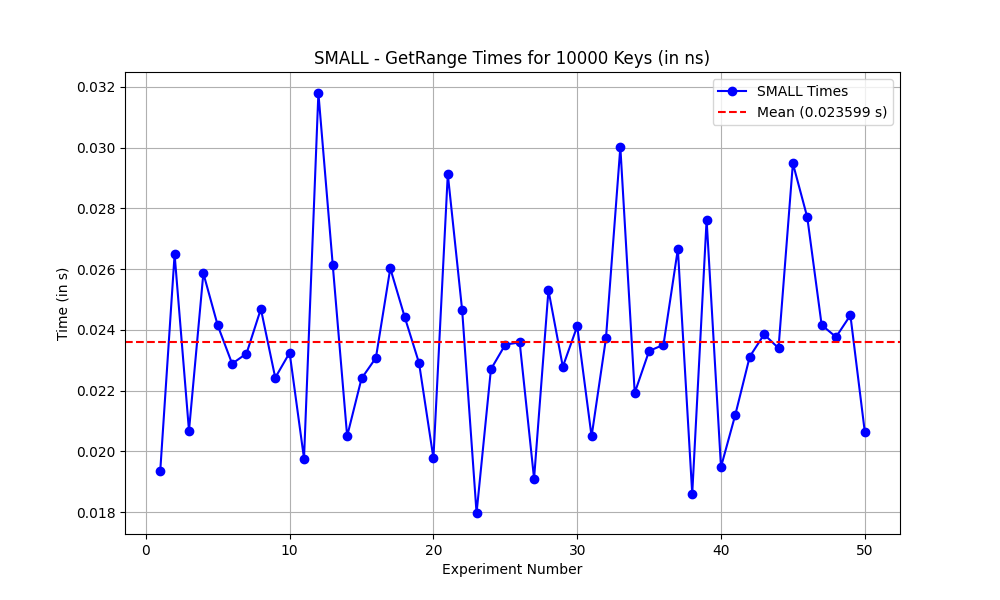 SMALL - GetRange Times for 10000 Keys (in ns)
SMALL Times
Mean (0.023599 s)
Time (in s)
0.032
0.030
0.028
0.026
0.024
0.022
0.020
0.018
0 10 20 30 40 50
Experiment Number